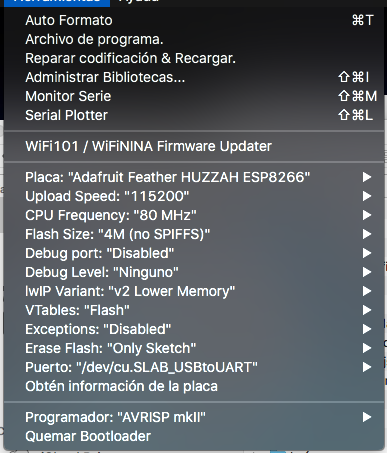 Herramientas Ayuda
Auto Formato ⌘T
Archivo de programa.
Reparar codificación & Recargar.
Administrar Bibliotecas... ⇧⌘I
Monitor Serie ⇧⌘M
Serial Plotter ⇧⌘L
WiFi101 / WiFiNINA Firmware Updater
Placa: "Adafruit Feather HUZZAH ESP8266"
Upload Speed: "115200"
CPU Frequency: "80 MHz"
Flash Size: "4M (no SPIFFS)"
Debug port: "Disabled"
Debug Level: "Ninguno"
lwIP Variant: "v2 Lower Memory"
VTables: "Flash"
Exceptions: "Disabled"
Erase Flash: "Only Sketch"
Puerto: "/dev/cu.SLAB_USBtoUART"
Obtén información de la placa
Programador: "AVRISP mkII"
Quemar Bootloader